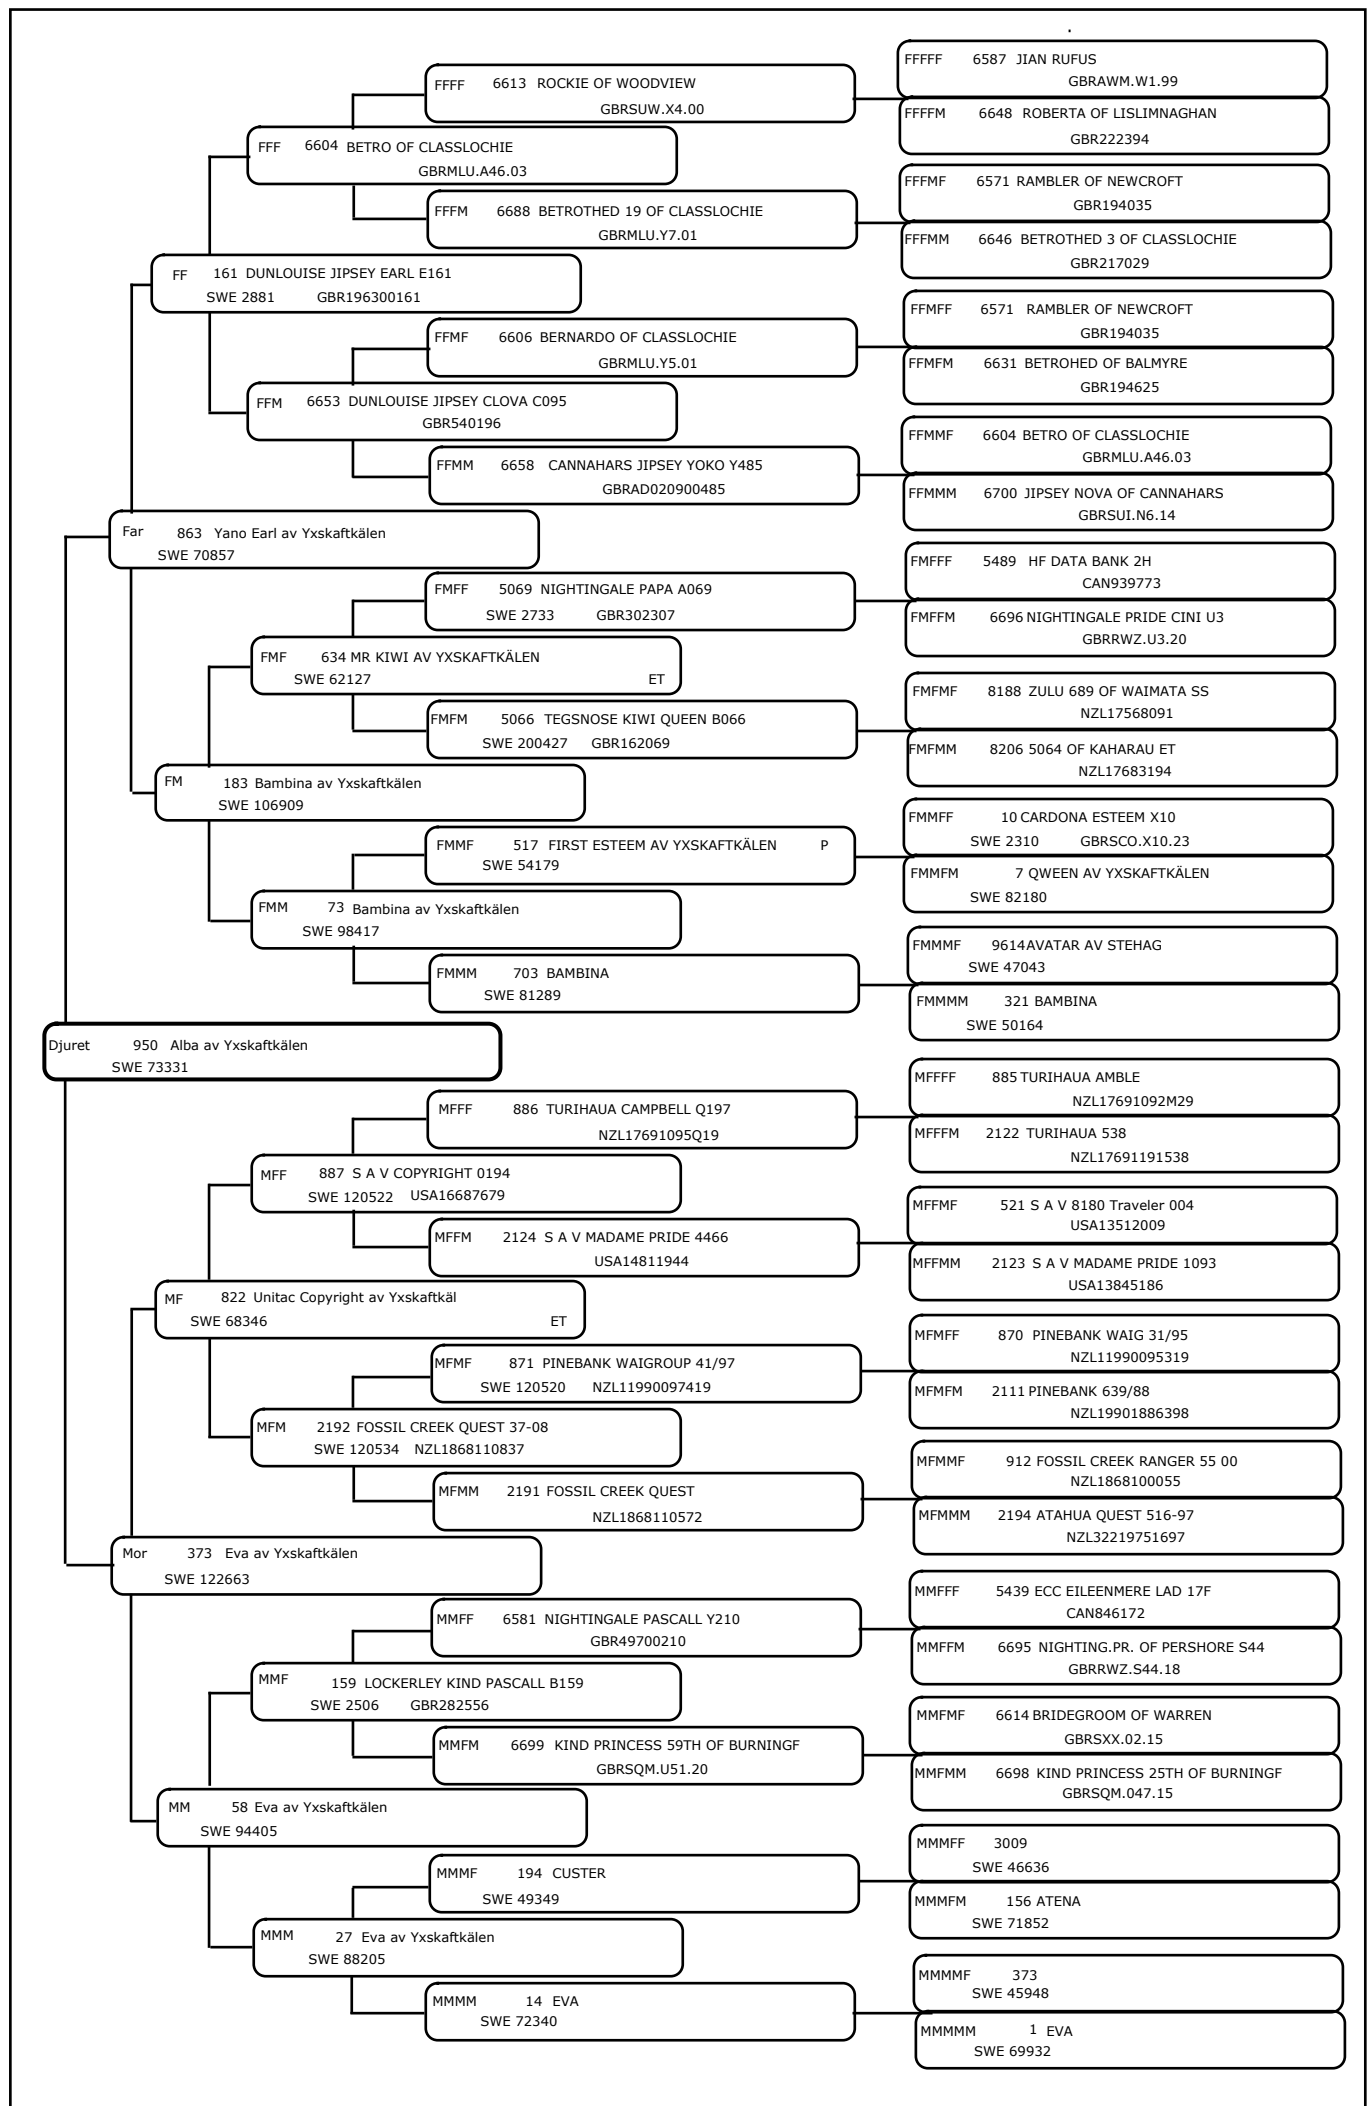 FFFFF 6587 JIAN RUFUS
GBRAWM.W1.99
FFFF 6613 ROCKIE OF WOODVIEW
GBRSUW.X4.00
FFFFM 6648 ROBERTA OF LISLIMNAGHAN
GBR222394
FFF 6604 BETRO OF CLASSLOCHIE
GBRMLU.A46.03
FFFMF 6571 RAMBLER OF NEWCROFT
GBR194035
FFFM 6688 BETROTHED 19 OF CLASSLOCHIE
GBRMLU.Y7.01
FFFMM 6646 BETROTHED 3 OF CLASSLOCHIE
GBR217029
FF 161 DUNLOUISE JIPSEY EARL E161
SWE 2881 GBR196300161
FFMFF 6571 RAMBLER OF NEWCROFT
GBR194035
FFMF 6606 BERNARDO OF CLASSLOCHIE
GBRMLU.Y5.01
FFMFM 6631 BETROHED OF BALMYRE
GBR194625
FFM 6653 DUNLOUISE JIPSEY CLOVA C095
GBR540196
FFMMF 6604 BETRO OF CLASSLOCHIE
GBRMLU.A46.03
FFMM 6658 CANNAHARS JIPSEY YOKO Y485
GBRAD020900485
FFMMM 6700 JIPSEY NOVA OF CANNAHARS
GBRSUI.N6.14
Far 863 Yano Earl av Yxskaftkälen
SWE 70857
FMFFF 5489 HF DATA BANK 2H
CAN939773
FMFF 5069 NIGHTINGALE PAPA A069
SWE 2733 GBR302307
FMFFM 6696 NIGHTINGALE PRIDE CINI U3
GBRRWZ.U3.20
FMF 634 MR KIWI AV YXSKAFTKÄLEN
SWE 62127 ET
FMFMF 8188 ZULU 689 OF WAIMATA SS
NZL17568091
FMFM 5066 TEGSNOSE KIWI QUEEN B066
SWE 200427 GBR162069
FMFMM 8206 5064 OF KAHARAU ET
NZL17683194
FM 183 Bambina av Yxskaftkälen
SWE 106909
FMMFF 10 CARDONA ESTEEM X10
SWE 2310 GBRSCO.X10.23
FMMF 517 FIRST ESTEEM AV YXSKAFTKÄLEN P
SWE 54179
FMMFM 7 QWEEN AV YXSKAFTKÄLEN
SWE 82180
FMM 73 Bambina av Yxskaftkälen
SWE 98417
FMMMF 9614 AVATAR AV STEHAG
SWE 47043
FMMM 703 BAMBINA
SWE 81289
FMMMM 321 BAMBINA
SWE 50164
Djuret 950 Alba av Yxskaftkälen
SWE 73331
MFFFF 885 TURIHAUA AMBLE
NZL17691092M29
MFFF 886 TURIHAUA CAMPBELL Q197
NZL17691095Q19
MFFFM 2122 TURIHAUA 538
NZL17691191538
MFF 887 S A V COPYRIGHT 0194
SWE 120522 USA16687679
MFFMF 521 S A V 8180 Traveler 004
USA13512009
MFFM 2124 S A V MADAME PRIDE 4466
USA14811944
MFFMM 2123 S A V MADAME PRIDE 1093
USA13845186
MF 822 Unitac Copyright av Yxskaftkäl
SWE 68346 ET
MFMFF 870 PINEBANK WAIG 31/95
NZL11990095319
MFMF 871 PINEBANK WAIGROUP 41/97
SWE 120520 NZL11990097419
MFMFM 2111 PINEBANK 639/88
NZL19901886398
MFM 2192 FOSSIL CREEK QUEST 37-08
SWE 120534 NZL1868110837
MFMMF 912 FOSSIL CREEK RANGER 55 00
NZL1868100055
MFMM 2191 FOSSIL CREEK QUEST
NZL1868110572
MFMMM 2194 ATAHUA QUEST 516-97
NZL32219751697
Mor 373 Eva av Yxskaftkälen
SWE 122663
MMFFF 5439 ECC EILEENMERE LAD 17F
CAN846172
MMFF 6581 NIGHTINGALE PASCALL Y210
GBR49700210
MMFFM 6695 NIGHTING.PR. OF PERSHORE S44
GBRRWZ.S44.18
MMF 159 LOCKERLEY KIND PASCALL B159
SWE 2506 GBR282556
MMFMF 6614 BRIDEGROOM OF WARREN
GBRSXX.02.15
MMFM 6699 KIND PRINCESS 59TH OF BURNINGF
GBRSQM.U51.20
MMFMM 6698 KIND PRINCESS 25TH OF BURNINGF
GBRSQM.047.15
MM 58 Eva av Yxskaftkälen
SWE 94405
MMMFF 3009
SWE 46636
MMMF 194 CUSTER
SWE 49349
MMMFM 156 ATENA
SWE 71852
MMM 27 Eva av Yxskaftkälen
SWE 88205
MMMMF 373
SWE 45948
MMMM 14 EVA
SWE 72340
MMMMM 1 EVA
SWE 69932